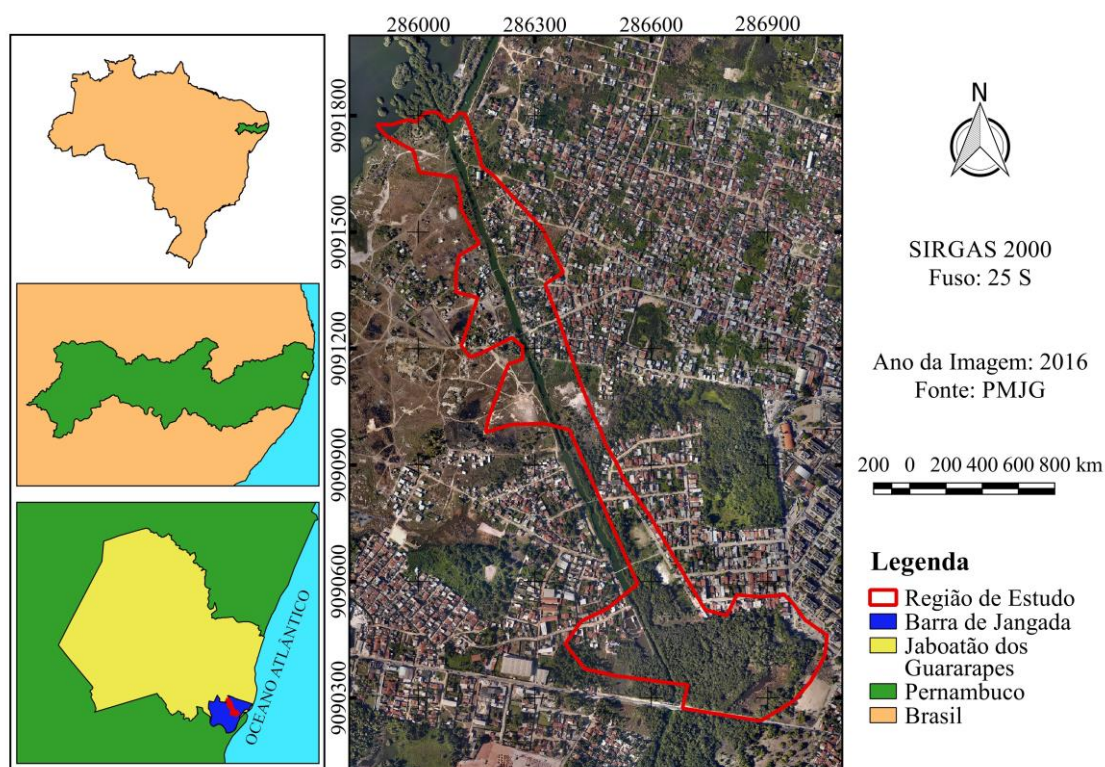 286000 286300 286600 286900
9091800
9091500
9091200
9090900
9090600
9090300
OCEANO ATLÂNTICO
N
SIRGAS 2000
Fuso: 25 S
Ano da Imagem: 2016
Fonte: PMJG
200 0 200 400 600 800 km
Legenda
Região de Estudo
Barra de Jangada
Jaboatão dos
Guararapes
Pernambuco
Brasil